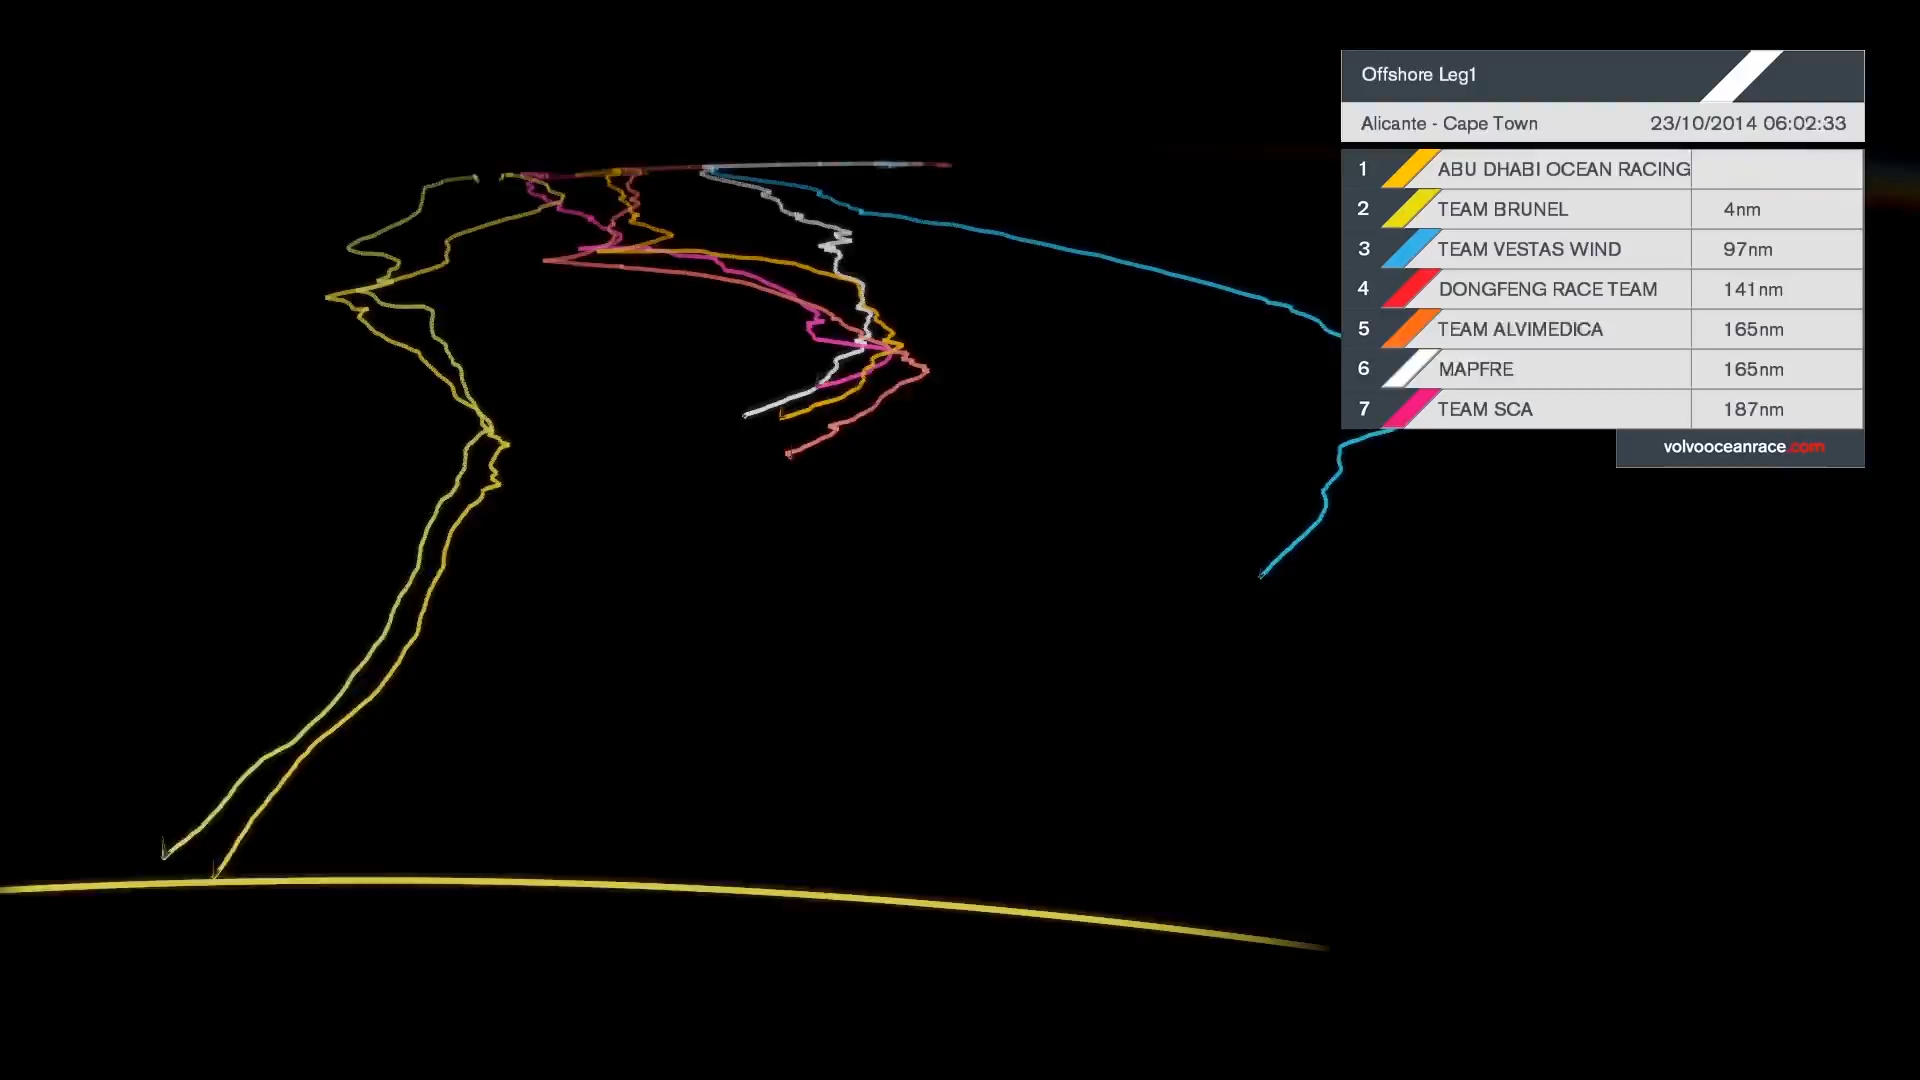 Offshore Leg1
Alicante - Cape Town 23/10/2014 06:02:33
1 ABU DHABI OCEAN RACING
2 TEAM BRUNEL 4nm
3 TEAM VESTAS WIND 97nm
4 DONGFENG RACE TEAM 141nm
5 TEAM ALVIMEDICA 165nm
6 MAPFRE 165nm
7 TEAM SCA 187nm
volvooceanrace.com